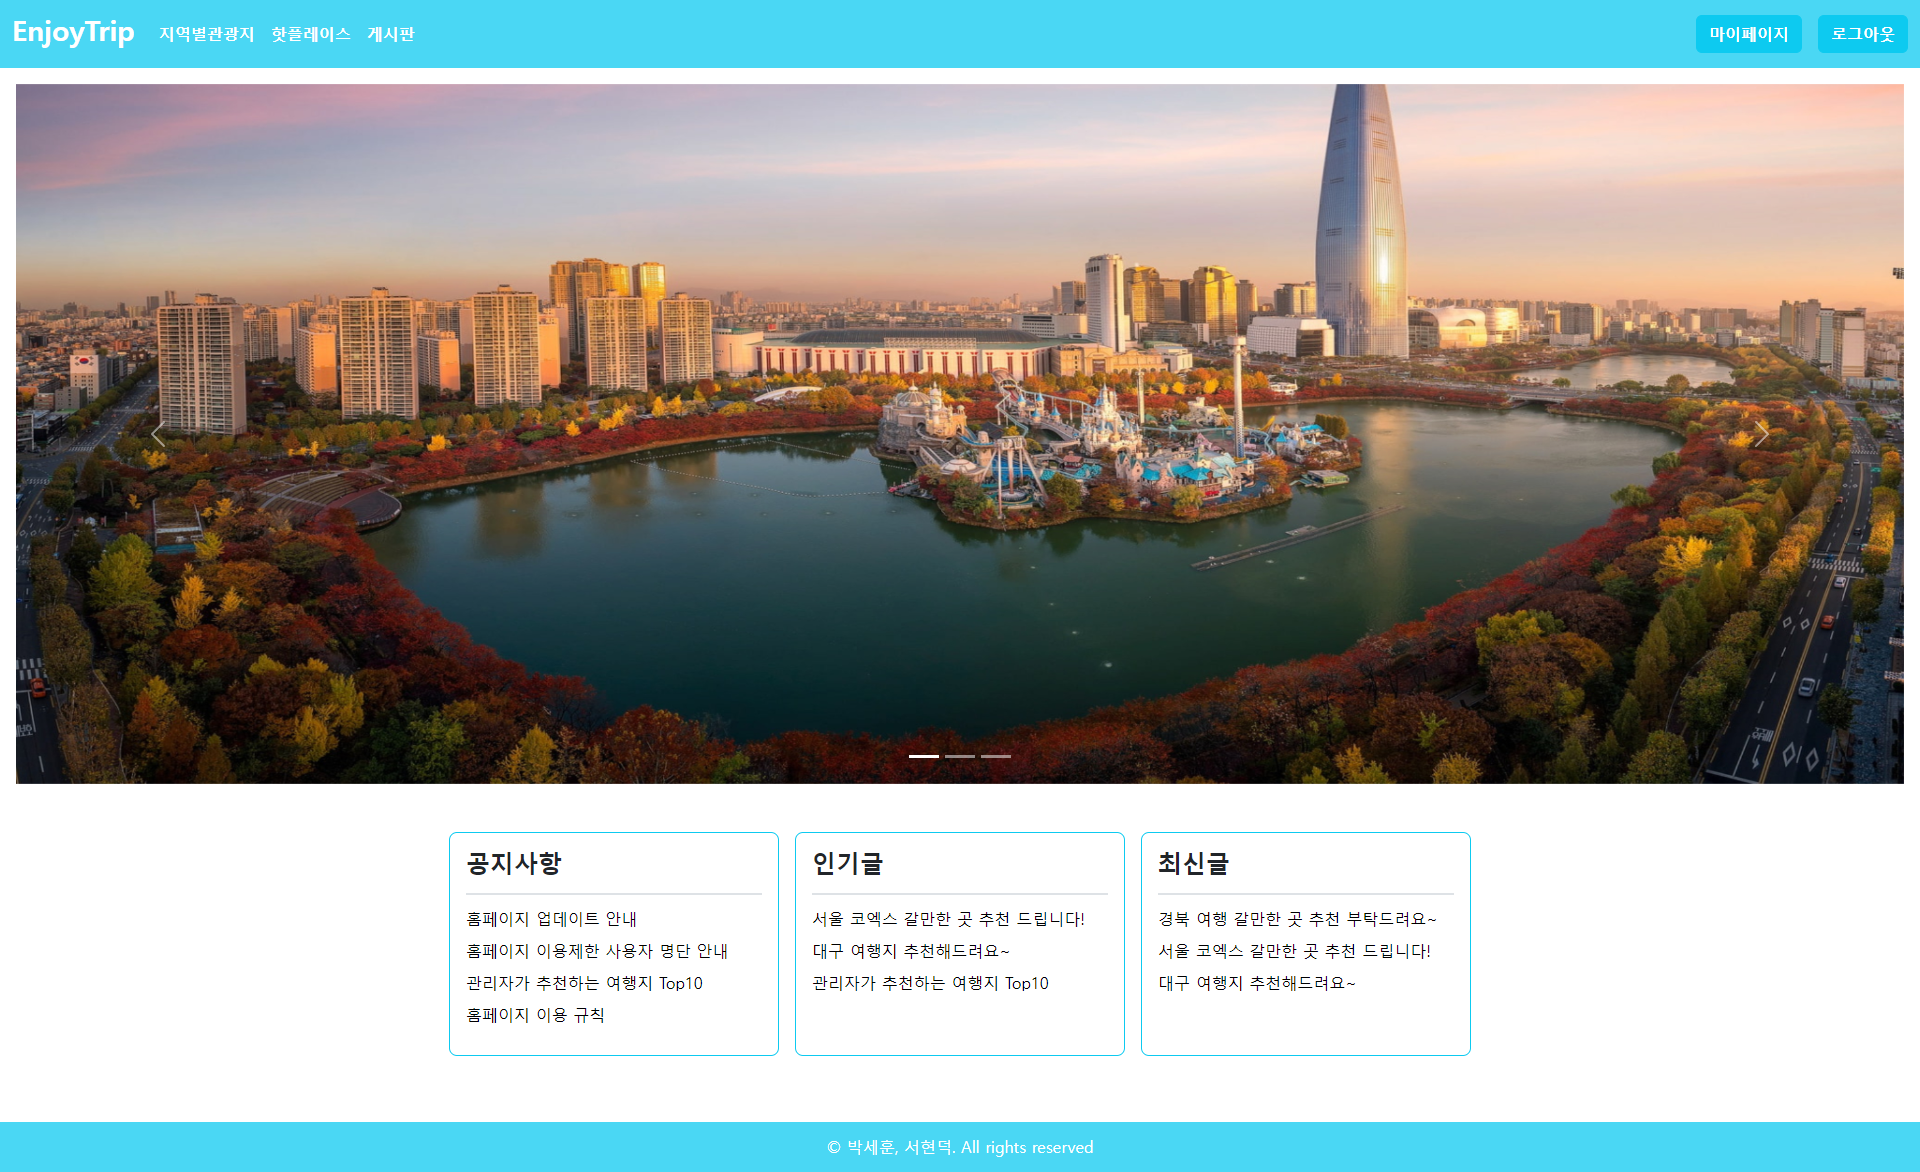 EnjoyTrip 지역별관광지 핫플레이스 게시판 마이페이지 로그아웃
공지사항
홈페이지 업데이트 안내
홈페이지 이용제한 사용자 명단 안내
관리자가 추천하는 여행지 Top10
홈페이지 이용 규칙
인기글
서울 코엑스 갈만한 곳 추천 드립니다!
대구 여행지 추천해드려요~
관리자가 추천하는 여행지 Top10
최신글
경북 여행 갈만한 곳 추천 부탁드려요~
서울 코엑스 갈만한 곳 추천 드립니다!
대구 여행지 추천해드려요~
© 박세훈, 서현덕. All rights reserved